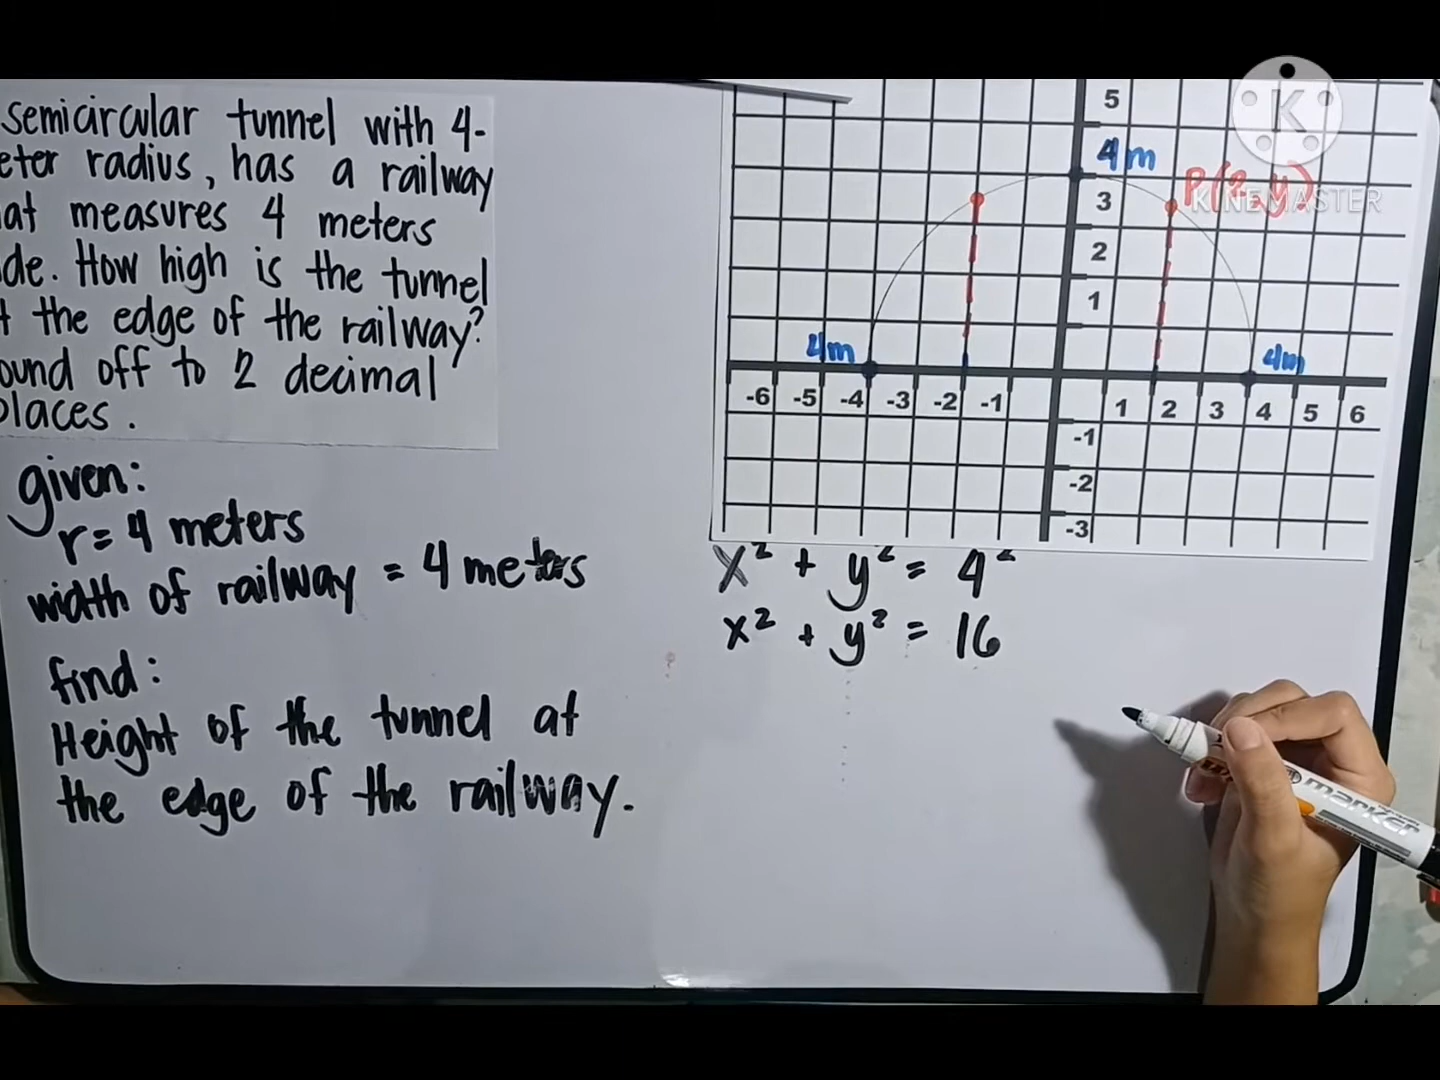 semicircular tunnel with 4-
eter radius, has a railway
at measures 4 meters
de. How high is the tunnel
t the edge of the railway?
ound off to 2 decimal
places.
given:
r = 4 meters
width of railway = 4 meters
find:
Height of the tunnel at
the edge of the railway.
5
4m
P(2, y)
3
2
1
4m
4m
-6 -5 -4 -3 -2 -1 1 2 3 4 5 6
-1
-2
-3
x² + y² = 4²
x² + y² = 16
K
KINEMASTER
marker